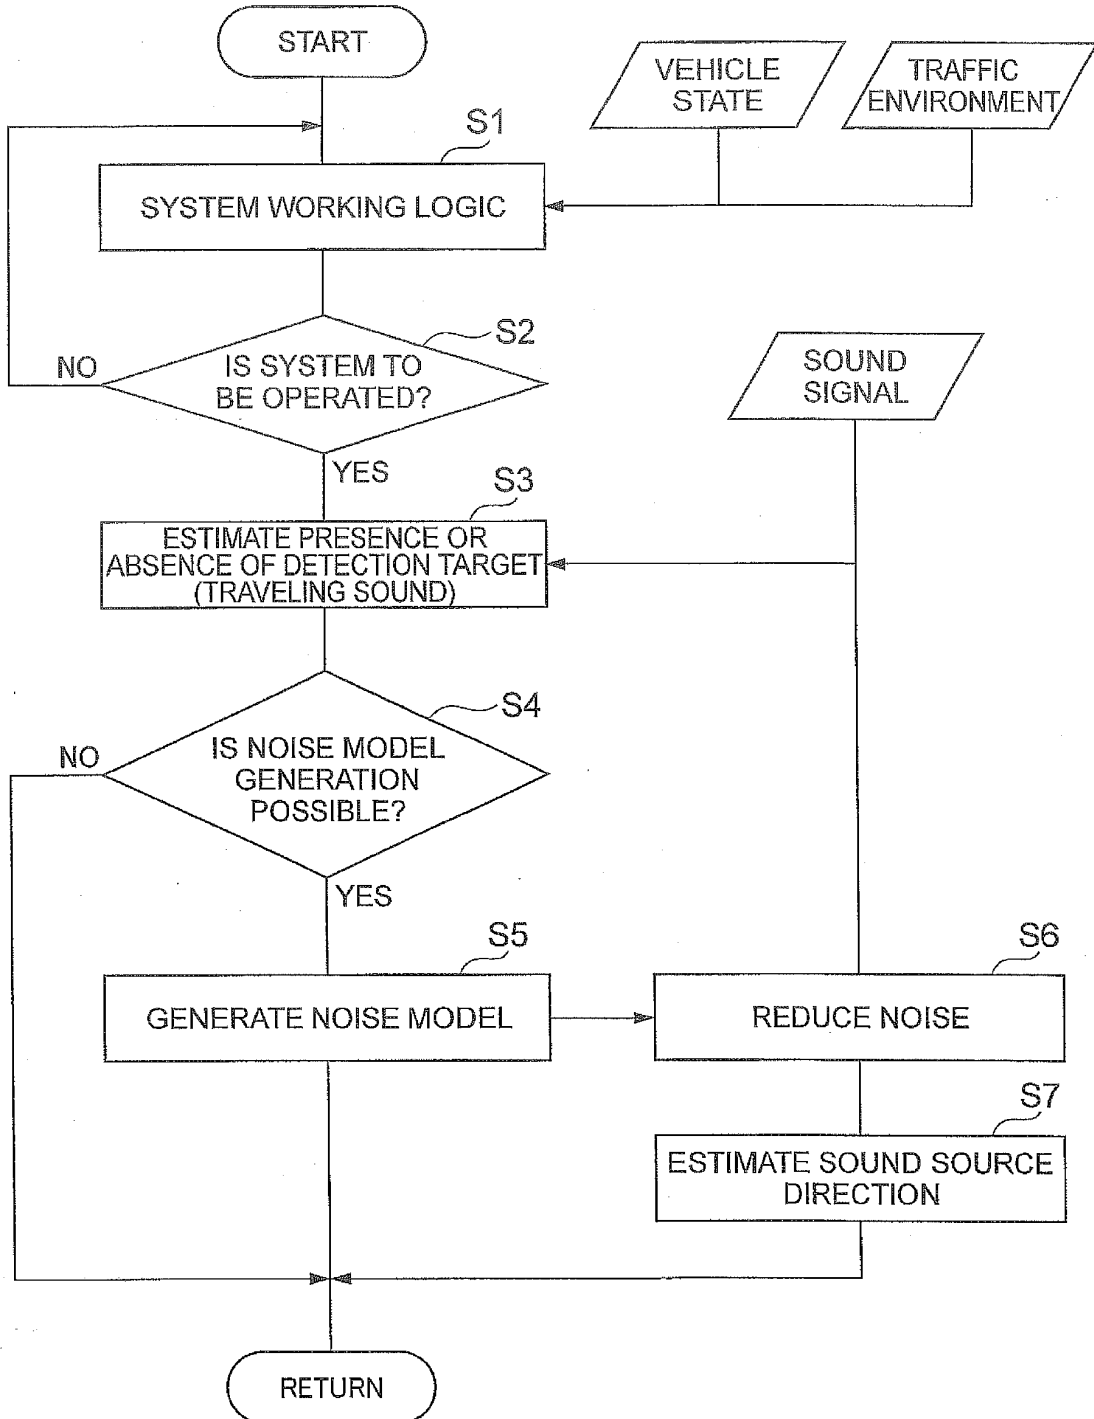 START
VEHICLE
STATE
TRAFFIC
ENVIRONMENT
S1
SYSTEM WORKING LOGIC
S2
NO
IS SYSTEM TO
BE OPERATED?
SOUND
SIGNAL
YES
S3
ESTIMATE PRESENCE OR
ABSENCE OF DETECTION TARGET
(TRAVELING SOUND)
S4
NO
IS NOISE MODEL
GENERATION
POSSIBLE?
YES
S5
GENERATE NOISE MODEL
S6
REDUCE NOISE
S7
ESTIMATE SOUND SOURCE
DIRECTION
RETURN